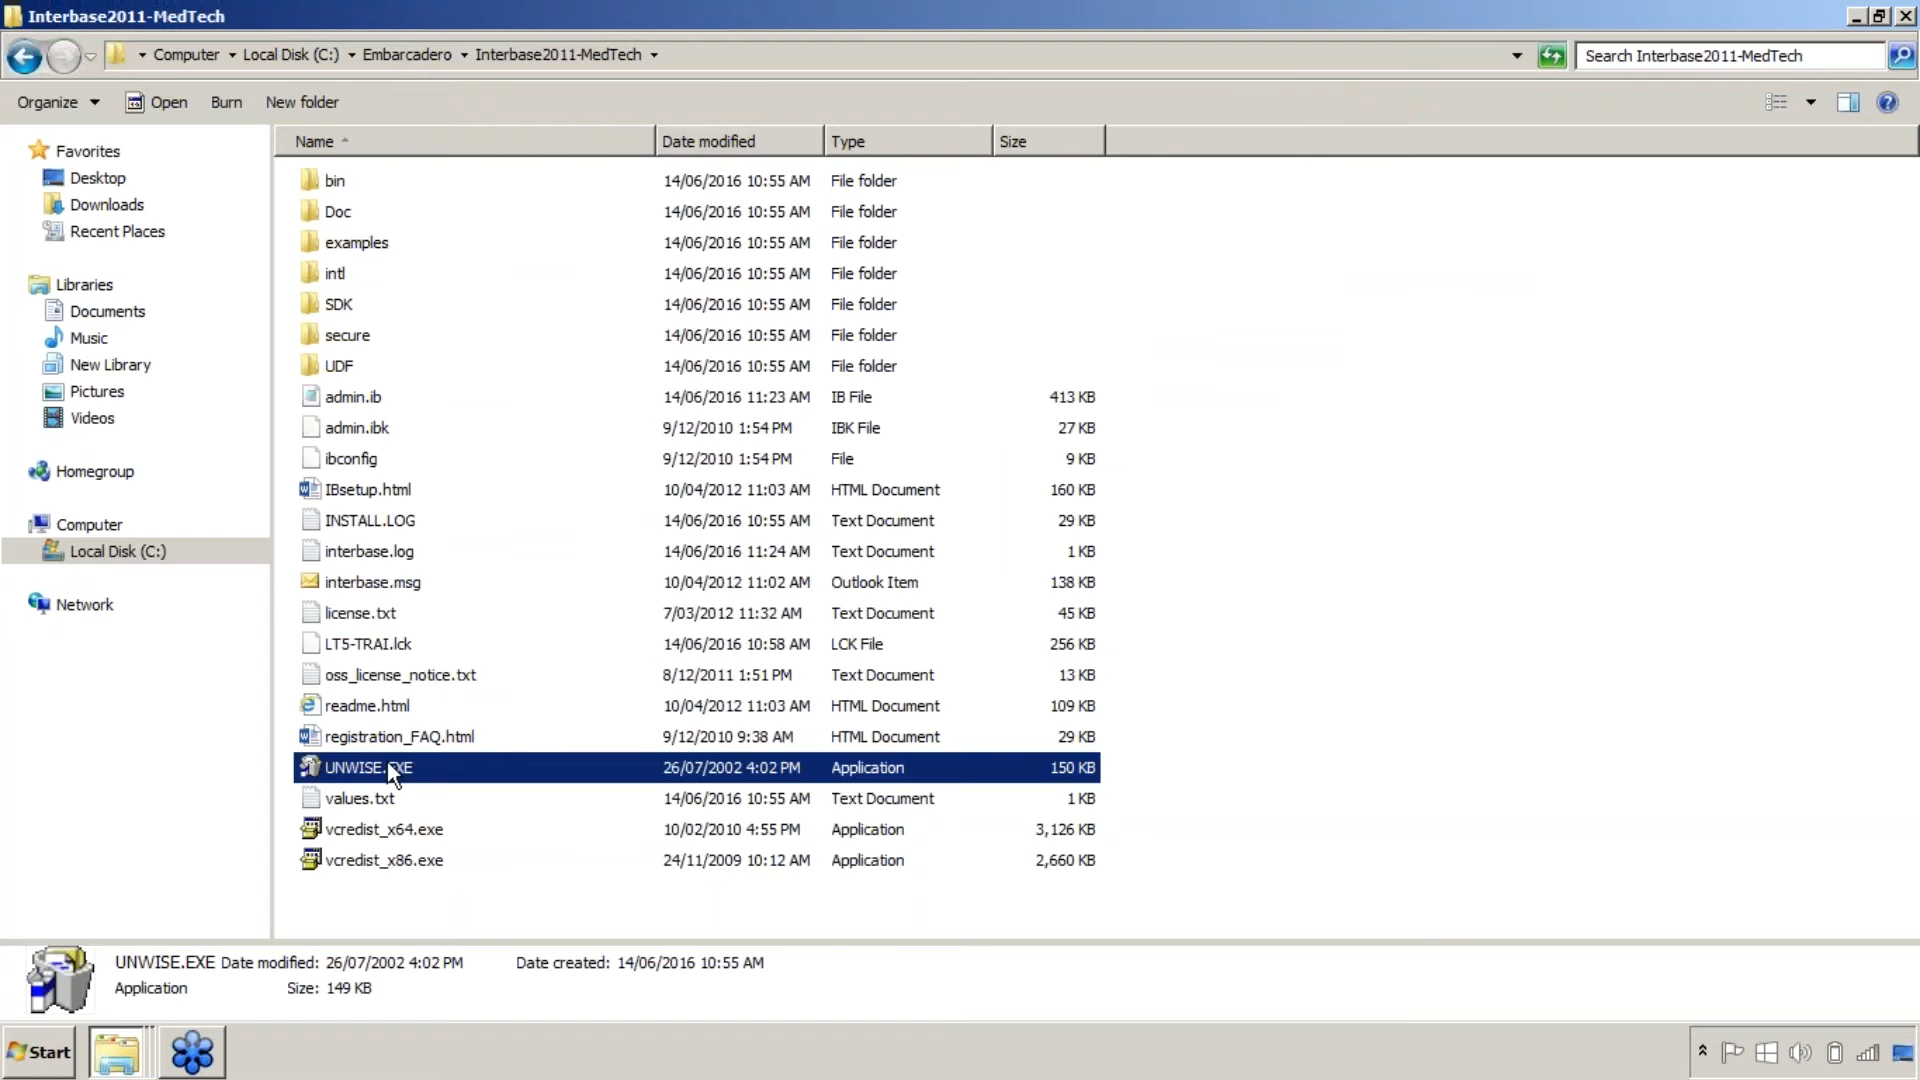 Interbase2011-MedTech
Computer Local Disk (C:) Embarcadero Interbase2011-MedTech Search Interbase2011-MedTech
Organize Open Burn New folder
Name Date modified Type Size
Favorites
Desktop
Downloads
Recent Places
Libraries
Documents
Music
New Library
Pictures
Videos
Homegroup
Computer
Local Disk (C:)
Network
bin 14/06/2016 10:55 AM File folder
Doc 14/06/2016 10:55 AM File folder
examples 14/06/2016 10:55 AM File folder
intl 14/06/2016 10:55 AM File folder
SDK 14/06/2016 10:55 AM File folder
secure 14/06/2016 10:55 AM File folder
UDF 14/06/2016 10:55 AM File folder
admin.ib 14/06/2016 11:23 AM IB File 413 KB
admin.ibk 9/12/2010 1:54 PM IBK File 27 KB
ibconfig 9/12/2010 1:54 PM File 9 KB
IBsetup.html 10/04/2012 11:03 AM HTML Document 160 KB
INSTALL.LOG 14/06/2016 10:55 AM Text Document 29 KB
interbase.log 14/06/2016 11:24 AM Text Document 1 KB
interbase.msg 10/04/2012 11:02 AM Outlook Item 138 KB
license.txt 7/03/2012 11:32 AM Text Document 45 KB
LT5-TRAI.lck 14/06/2016 10:58 AM LCK File 256 KB
oss_license_notice.txt 8/12/2011 1:51 PM Text Document 13 KB
readme.html 10/04/2012 11:03 AM HTML Document 109 KB
registration_FAQ.html 9/12/2010 9:38 AM HTML Document 29 KB
UNWISE.EXE 26/07/2002 4:02 PM Application 150 KB
values.txt 14/06/2016 10:55 AM Text Document 1 KB
vcredist_x64.exe 10/02/2010 4:55 PM Application 3,126 KB
vcredist_x86.exe 24/11/2009 10:12 AM Application 2,660 KB
UNWISE.EXE Date modified: 26/07/2002 4:02 PM Date created: 14/06/2016 10:55 AM
Application Size: 149 KB
Start